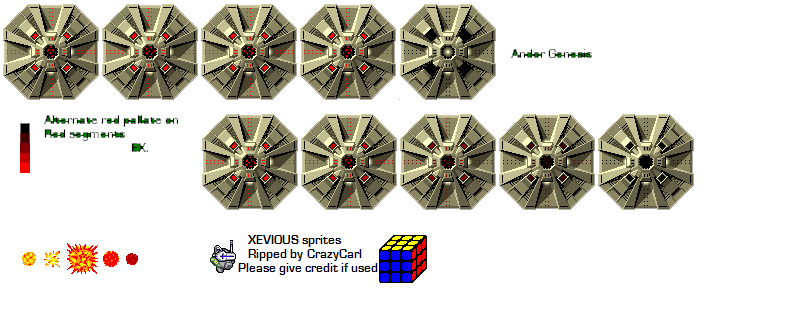 Andor Genesis
Alternate red pallate on
Red segments
BK.
XEVIOUS sprites
Ripped by CrazyCarl
Please give credit if used